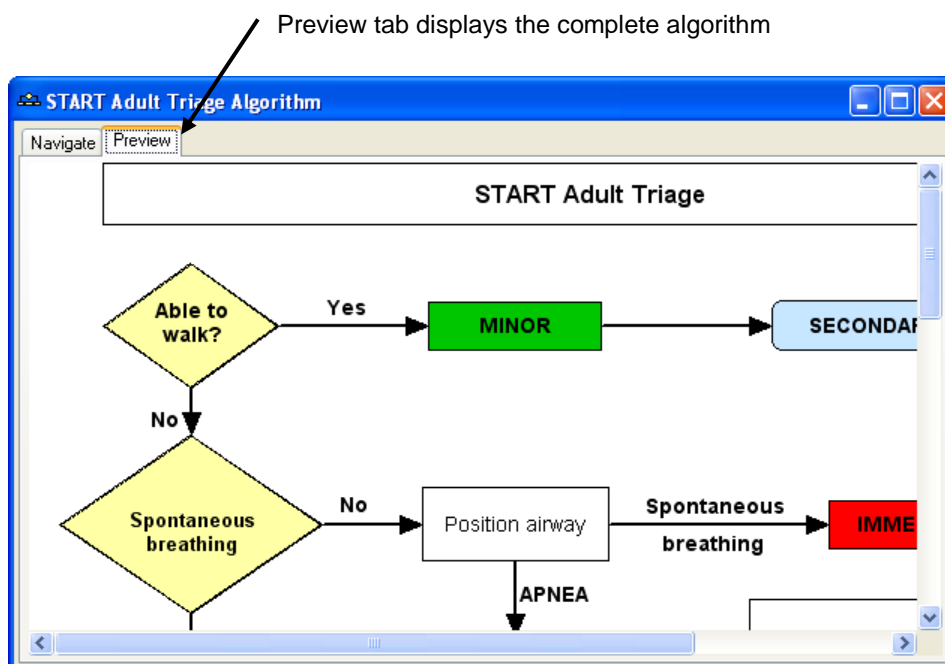 Preview tab displays the complete algorithm
START Adult Triage Algorithm
Navigate Preview
START Adult Triage
Able to
walk?
Yes
MINOR
SECONDAR
No
Spontaneous
breathing
No
Position airway
Spontaneous
breathing
IMME
APNEA